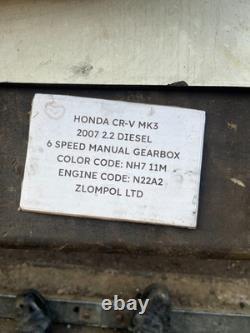 HONDA CR-V MK3
2007 2.2 DIESEL
6 SPEED MANUAL GEARBOX
COLOR CODE: NH7 11M
ENGINE CODE: N22A2
ZLOMPOL LTD
ebay